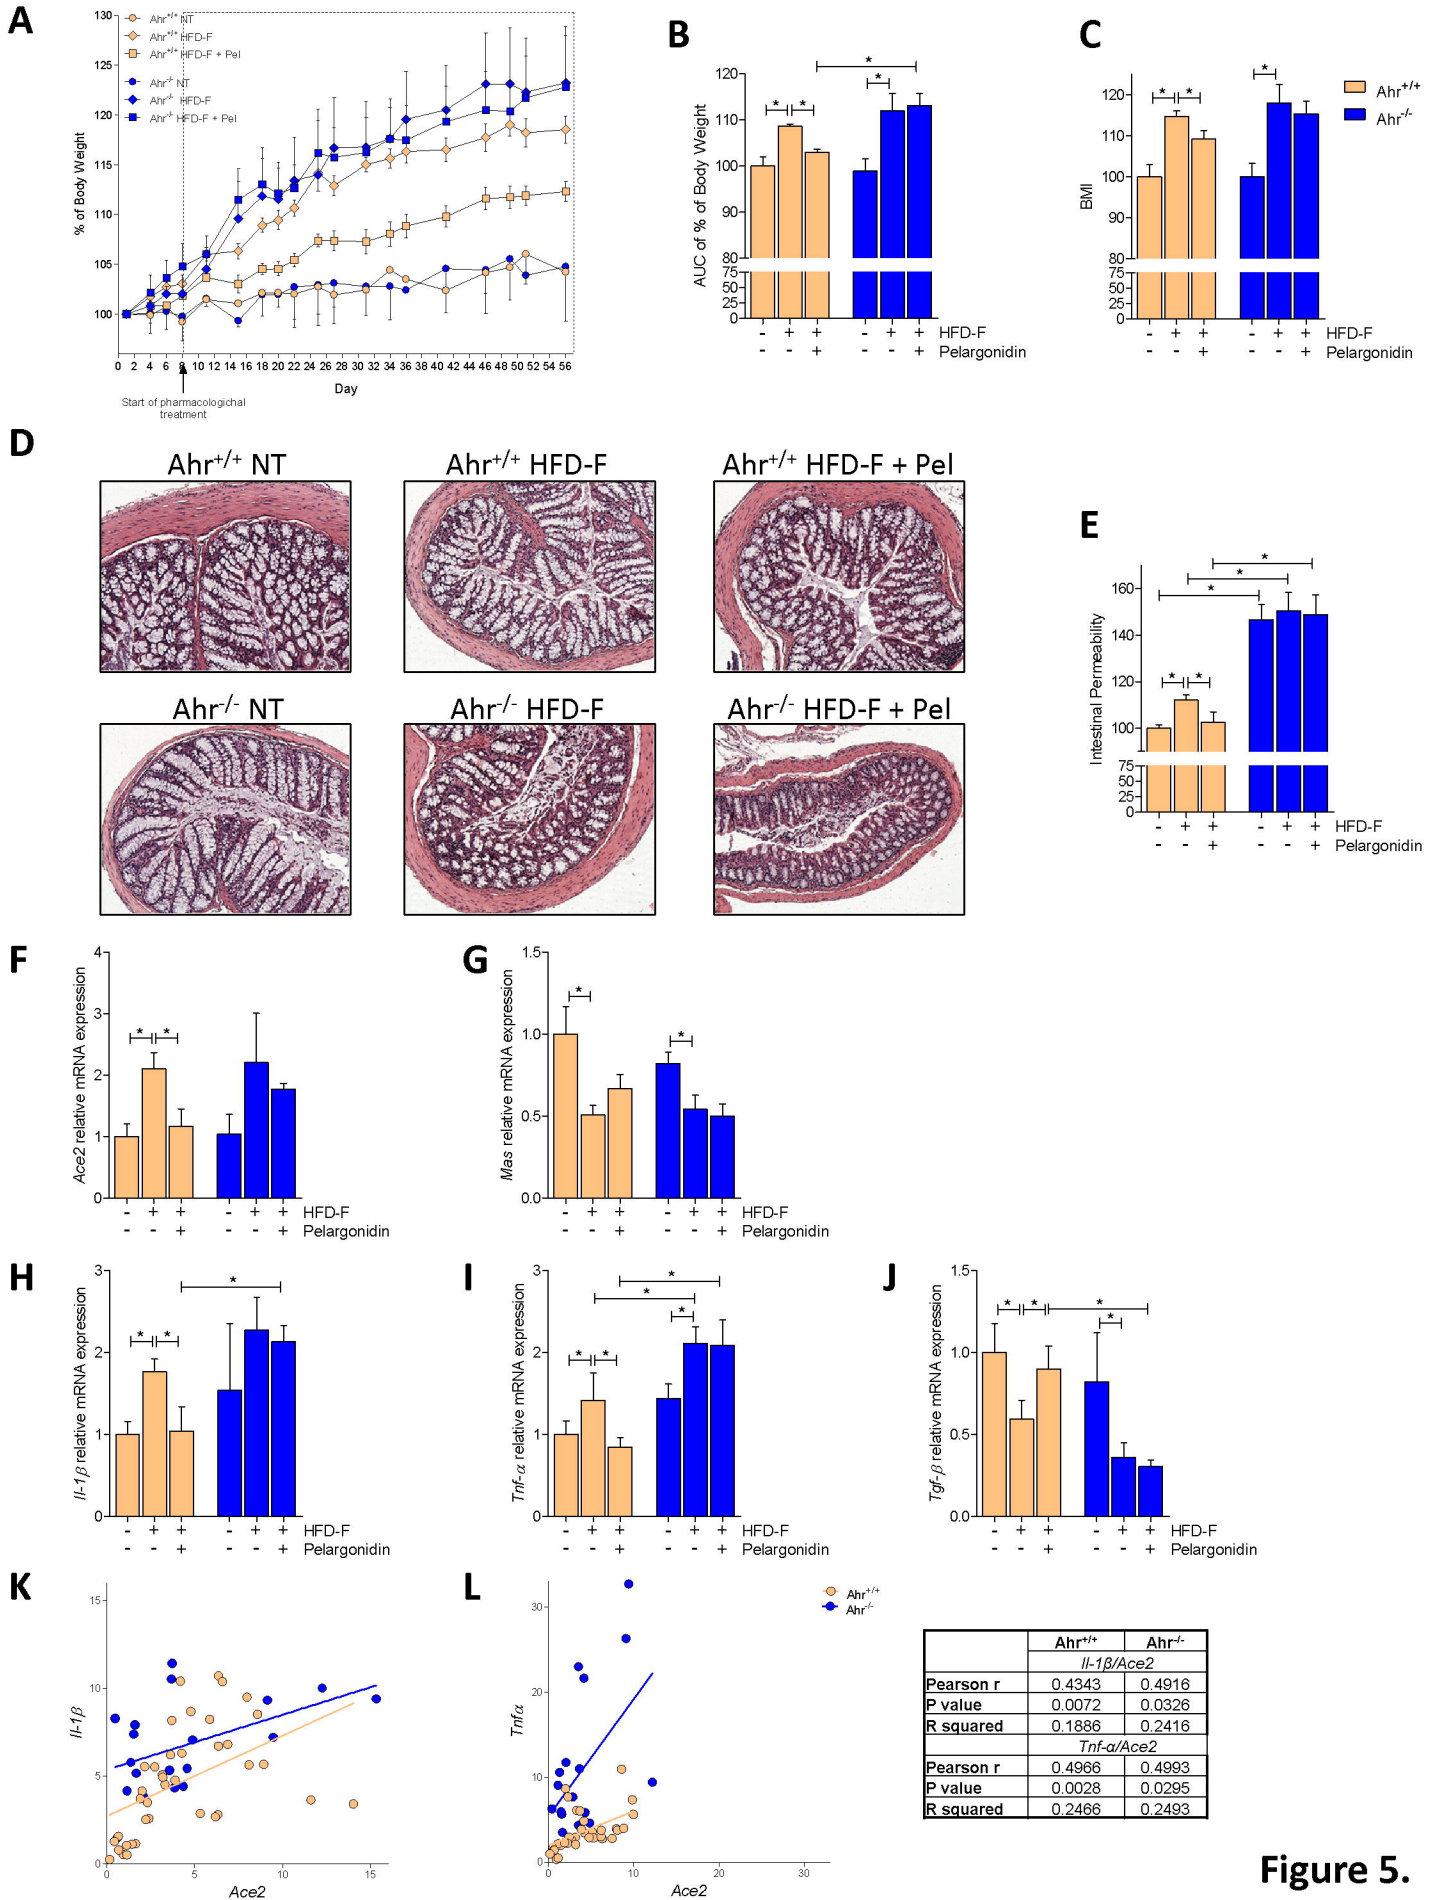 A
Ahr+/+ NT
Ahr+/+ HFD-F
Ahr+/+ HFD-F + Pel
Ahr-/- NT
Ahr-/- HFD-F
Ahr-/- HFD-F + Pel
% of Body Weight
130
125
120
115
110
105
100
0 2 4 6 8 10 12 14 16 18 20 22 24 26 28 30 32 34 36 38 40 42 44 46 48 50 52 54 56
Day
Start of pharmacologichal
treatment
B
AUC of % of Body Weight
120
110
100
90
80
75
50
25
0
* * * *
- + + - + + HFD-F
- - + - - + Pelargonidin
C
BMI
120
110
100
90
80
75
50
25
0
* * *
- + + - + + HFD-F
- - + - - + Pelargonidin
Ahr+/+
Ahr-/-
D
Ahr+/+ NT
Ahr+/+ HFD-F
Ahr+/+ HFD-F + Pel
Ahr-/- NT
Ahr-/- HFD-F
Ahr-/- HFD-F + Pel
E
Intestinal Permeability
160
140
120
100
75
50
25
0
* * * * *
- + + - + + HFD-F
- - + - - + Pelargonidin
F
Ace2 relative mRNA expression
4
3
2
1
0
* *
- + + - + + HFD-F
- - + - - + Pelargonidin
G
Mas relative mRNA expression
1.5
1.0
0.5
0.0
* *
- + + - + + HFD-F
- - + - - + Pelargonidin
H
Il-1β relative mRNA expression
3
2
1
0
* * *
- + + - + + HFD-F
- - + - - + Pelargonidin
I
Tnf-α relative mRNA expression
3
2
1
0
* * * * *
- + + - + + HFD-F
- - + - - + Pelargonidin
J
Tgf-β relative mRNA expression
1.5
1.0
0.5
0.0
* * * *
- + + - + + HFD-F
- - + - - + Pelargonidin
K
Il-1β
15
10
5
0
0 5 10 15
Ace2
L
Tnfα
30
20
10
0
0 10 20 30
Ace2
Ahr+/+
Ahr-/-
Ahr+/+ Ahr-/-
Il-1β/Ace2
Pearson r 0.4343 0.4916
P value 0.0072 0.0326
R squared 0.1886 0.2416
Tnf-α/Ace2
Pearson r 0.4966 0.4993
P value 0.0028 0.0295
R squared 0.2466 0.2493
Figure 5.